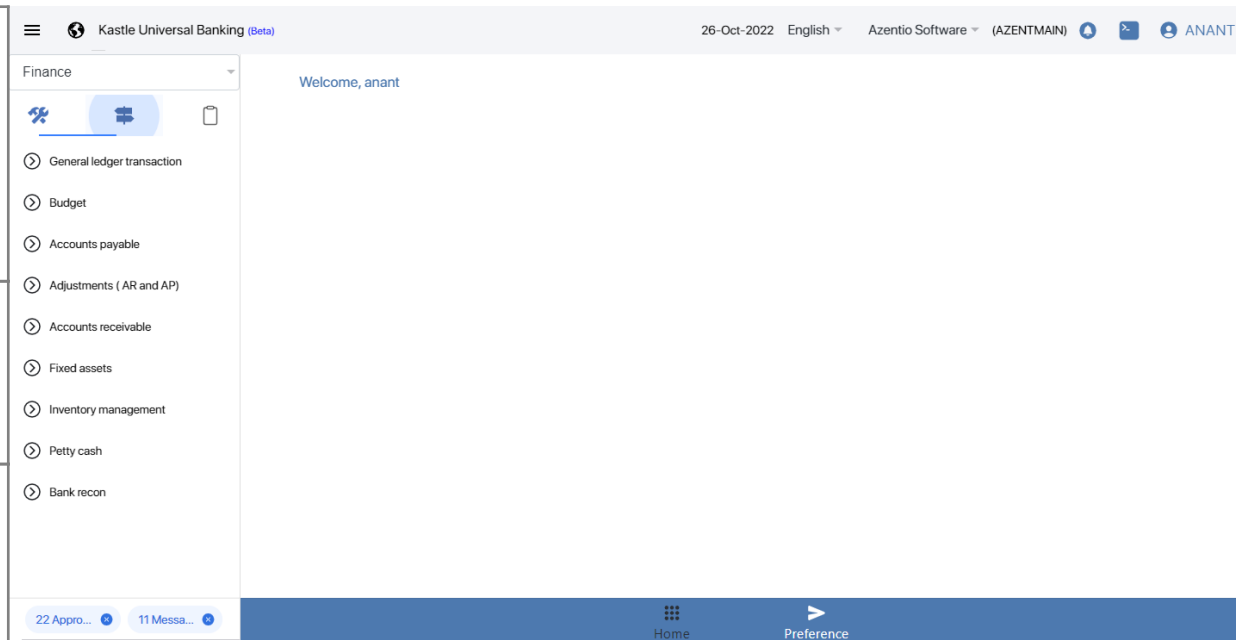 Kastle Universal Banking (Beta) 26-Oct-2022 English Azentio Software (AZENTMAIN) ANANT
Finance
Welcome, anant
General ledger transaction
Budget
Accounts payable
Adjustments ( AR and AP)
Accounts receivable
Fixed assets
Inventory management
Petty cash
Bank recon
22 Appro... 11 Messa...
Home Preference